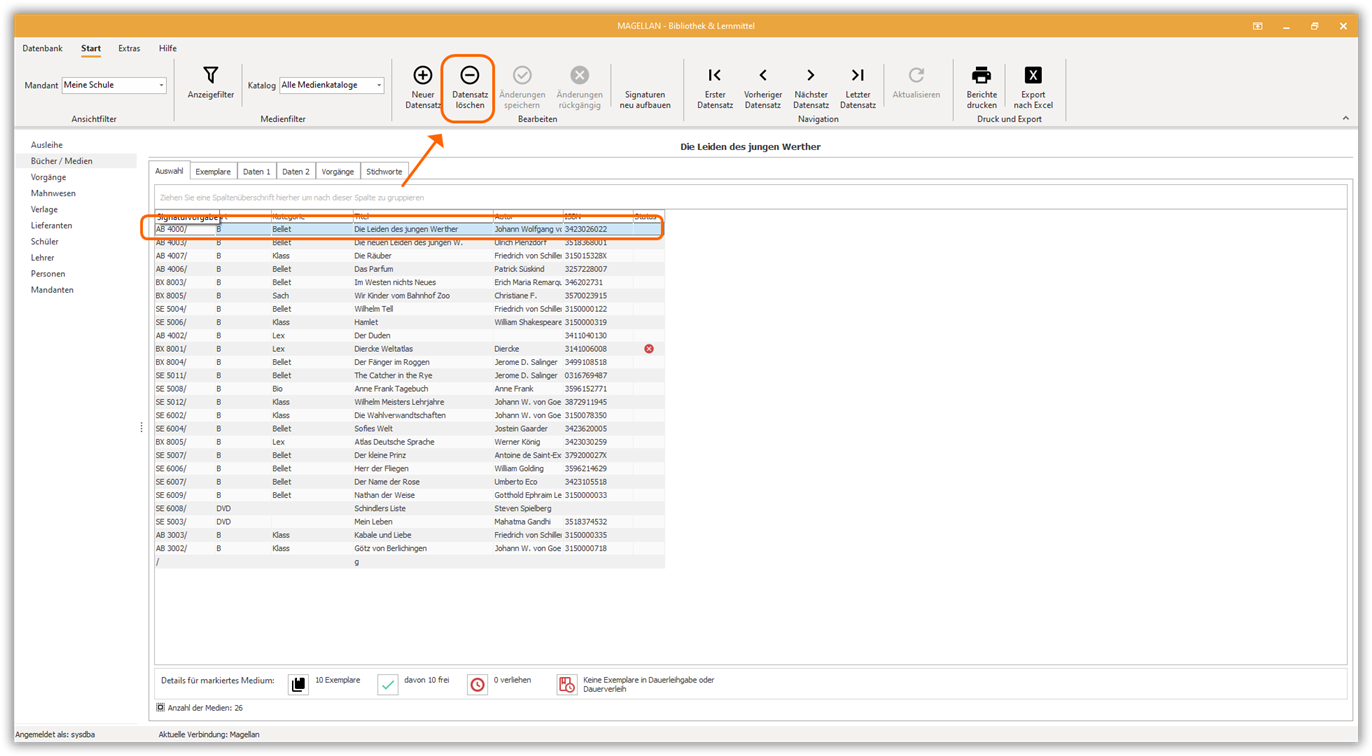 MAGELLAN - Bibliothek & Lernmittel
Datenbank Start Extras Hilfe
Mandant Meine Schule
Anzeigefilter
Katalog Alle Medienkataloge
Neuer Datensatz
Datensatz löschen
Änderungen speichern
Änderungen rückgängig
Signaturen neu aufbauen
Erster Datensatz
Vorheriger Datensatz
Nächster Datensatz
Letzter Datensatz
Aktualisieren
Berichte drucken
Export nach Excel
Ansichtfilter Medienfilter Bearbeiten Navigation Druck und Export
Ausleihe
Bücher / Medien
Vorgänge
Mahnwesen
Verlage
Lieferanten
Schüler
Lehrer
Personen
Mandanten
Die Leiden des jungen Werther
Auswahl Exemplare Daten 1 Daten 2 Vorgänge Stichworte
Ziehen Sie eine Spaltenüberschrift hierher um nach dieser Spalte zu gruppieren
Signaturvorgabe Kategorie Titel Autor ISBN Status
AB 4000/ B Bellet Die Leiden des jungen Werther Johann Wolfgang vo 3423026022
AB 4003/ B Bellet Die neuen Leiden des jungen W. Ulrich Plenzdorf 3518368001
AB 4007/ B Klass Die Räuber Friedrich von Schiller 315015328X
AB 4006/ B Bellet Das Parfum Patrick Süskind 3257228007
BX 8003/ B Bellet Im Westen nichts Neues Erich Maria Remarqu 346202731
BX 8005/ B Sach Wir Kinder vom Bahnhof Zoo Christiane F. 3570023915
SE 5004/ B Bellet Wilhelm Tell Friedrich von Schiller 3150000122
SE 5006/ B Klass Hamlet William Shakespeare 3150000319
AB 4002/ B Lex Der Duden 3411040130
BX 8001/ B Lex Diercke Weltatlas Diercke 3141006008
BX 8004/ B Bellet Der Fänger im Roggen Jerome D. Salinger 3499108518
SE 5011/ B Bellet The Catcher in the Rye Jerome D. Salinger 0316769487
SE 5008/ B Bio Anne Frank Tagebuch Anne Frank 3596152771
SE 5012/ B Klass Wilhelm Meisters Lehrjahre Johann W. von Goe 3872911945
SE 6002/ B Klass Die Wahlverwandtschaften Johann W. von Goe 3150078350
SE 6004/ B Bellet Sofies Welt Jostein Gaarder 3423620005
BX 8005/ B Lex Atlas Deutsche Sprache Werner König 3423030259
SE 5007/ B Bellet Der kleine Prinz Antoine de Saint-Ex 379200027X
SE 6006/ B Bellet Herr der Fliegen William Golding 3596214629
SE 6007/ B Bellet Der Name der Rose Umberto Eco 3423105518
SE 6009/ B Bellet Nathan der Weise Gotthold Ephraim Le 3150000033
SE 6008/ DVD Schindlers Liste Steven Spielberg
SE 5003/ DVD Mein Leben Mahatma Gandhi 3518374532
AB 3003/ B Klass Kabale und Liebe Friedrich von Schiller 3150000335
AB 3002/ B Klass Götz von Berlichingen Johann W. von Goe 3150000718
/ g
Details für markiertes Medium: 10 Exemplare davon 10 frei 0 verliehen Keine Exemplare in Dauerleihgabe oder
Dauerverleih
Anzahl der Medien: 26
Angemeldet als: sysdba Aktuelle Verbindung: Magellan